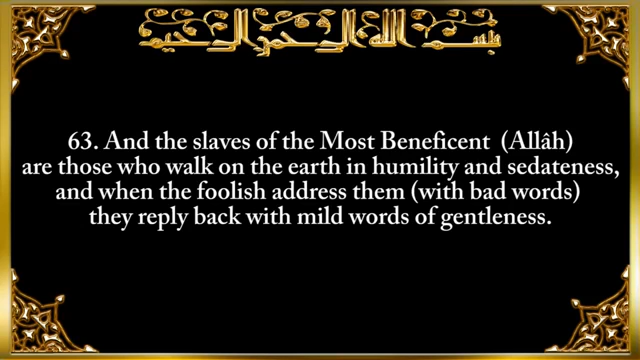 بسم الله الرحمن الرحيم
63. And the slaves of the Most Beneficent (Allâh)
are those who walk on the earth in humility and sedateness,
and when the foolish address them (with bad words)
they reply back with mild words of gentleness.